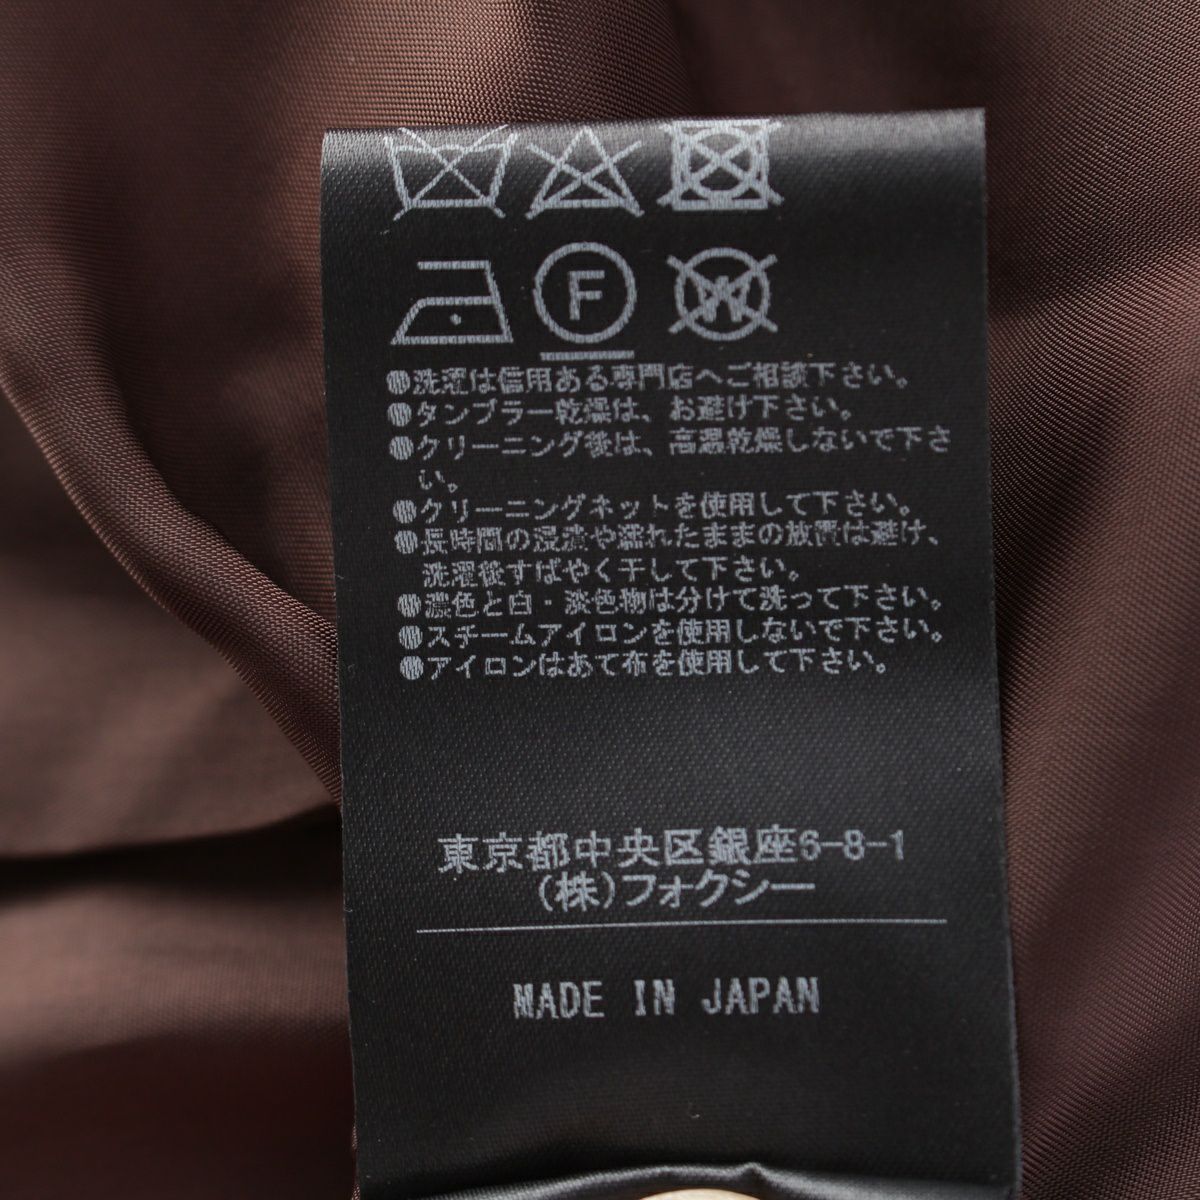 F W
●洗濯は信用ある専門店へご相談下さい。
●タンブラー乾燥は、お避け下さい。
●クリーニング後は、高温乾燥しないで下さ
い。
●クリーニングネットを使用して下さい。
●長時間の浸漬や濡れたままの放置は避け、
洗濯後すばやく干して下さい。
●濃色と白・淡色物は分けて洗って下さい。
●スチームアイロンを使用しないで下さい。
●アイロンはあて布を使用して下さい。
東京都中央区銀座6-8-1
(株)フォクシー
MADE IN JAPAN